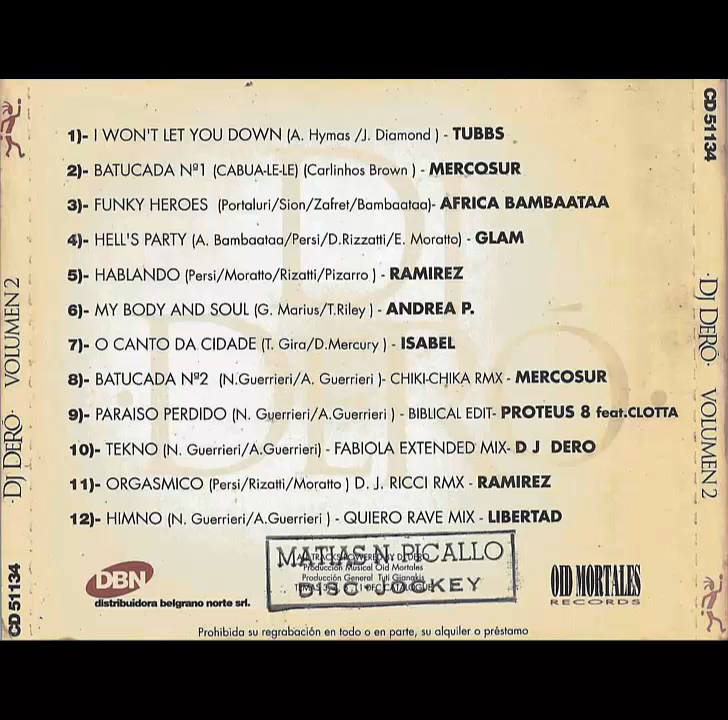 1)- I WON'T LET YOU DOWN (A. Hymas /J. Diamond ) - TUBBS
2)- BATUCADA Nº1 (CABUA-LE-LE) (Carlinhos Brown ) - MERCOSUR
3)- FUNKY HEROES (Portaluri/Sion/Zafret/Bambaataa)- AFRICA BAMBAATAA
4)- HELL'S PARTY (A. Bambaataa/Persi/D.Rizzatti/E. Moratto) - GLAM
5)- HABLANDO (Persi/Moratto/Rizatti/Pizarro ) - RAMIREZ
6)- MY BODY AND SOUL (G. Marius/T.Riley ) - ANDREA P.
7)- O CANTO DA CIDADE (T. Gira/D.Mercury ) - ISABEL
8)- BATUCADA Nº2 (N.Guerrieri/A. Guerrieri )- CHIKI-CHIKA RMX - MERCOSUR
9)- PARAISO PERDIDO (N. Guerrieri/A.Guerrieri ) - BIBLICAL EDIT- PROTEUS 8 feat.CLOTTA
10)- TEKNO (N. Guerrieri/A.Guerrieri) - FABIOLA EXTENDED MIX- D J DERO
11)- ORGASMICO (Persi/Rizatti/Moratto ) D. J. RICCI RMX - RAMIREZ
12)- HIMNO (N. Guerrieri/A.Guerrieri ) - QUIERO RAVE MIX - LIBERTAD
DJ DERÓ
MATIAS N. PICALLO
Producción Musical Old Mortales
Producción General Tuti Gianakis
DISC JOCKEY
DBN
distribuidora belgrano norte srl.
OID MORTALES
RECORDS
Prohibida su regrabación en todo o en parte, su alquiler o préstamo
CD 51134
·DJ DERÓ· VOLUMEN 2
CD 51134
·DJ DERÓ· VOLUMEN 2